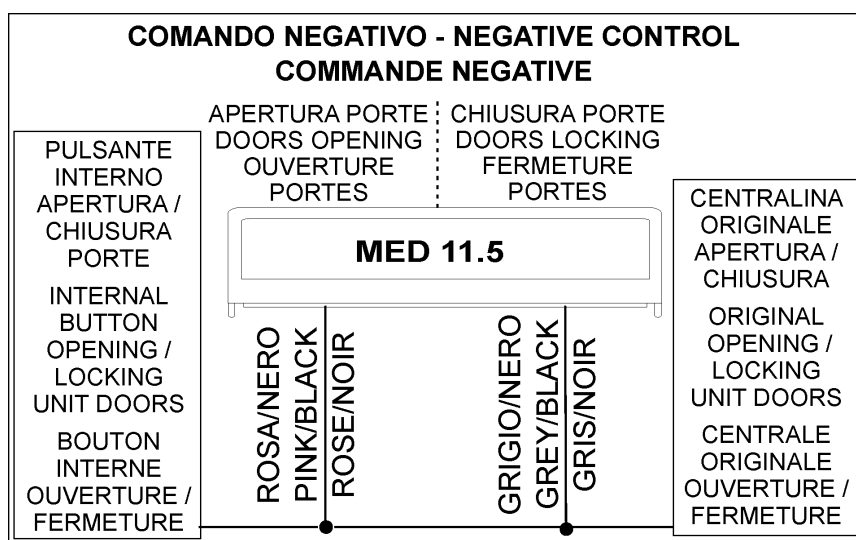 COMANDO NEGATIVO - NEGATIVE CONTROL
COMMANDE NEGATIVE
APERTURA PORTE
DOORS OPENING
OUVERTURE
PORTES
CHIUSURA PORTE
DOORS LOCKING
FERMETURE
PORTES
PULSANTE
INTERNO
APERTURA /
CHIUSURA
PORTE
INTERNAL
BUTTON
OPENING /
LOCKING
UNIT DOORS
BOUTON
INTERNE
OUVERTURE /
FERMETURE
MED 11.5
ROSA/NERO
PINK/BLACK
ROSE/NOIR
GRIGIO/NERO
GREY/BLACK
GRIS/NOIR
CENTRALINA
ORIGINALE
APERTURA /
CHIUSURA
ORIGINAL
OPENING /
LOCKING
UNIT DOORS
CENTRALE
ORIGINALE
OUVERTURE /
FERMETURE